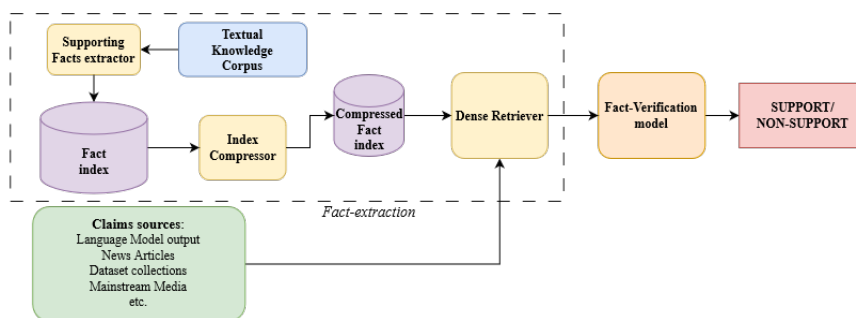 Supporting
Facts extractor
Textual
Knowledge
Corpus
Fact
index
Index
Compressor
Compressed
Fact
index
Dense Retriever
Fact-Verification
model
SUPPORT/
NON-SUPPORT
Fact-extraction
Claims sources:
Language Model output
News Articles
Dataset collections
Mainstream Media
etc.